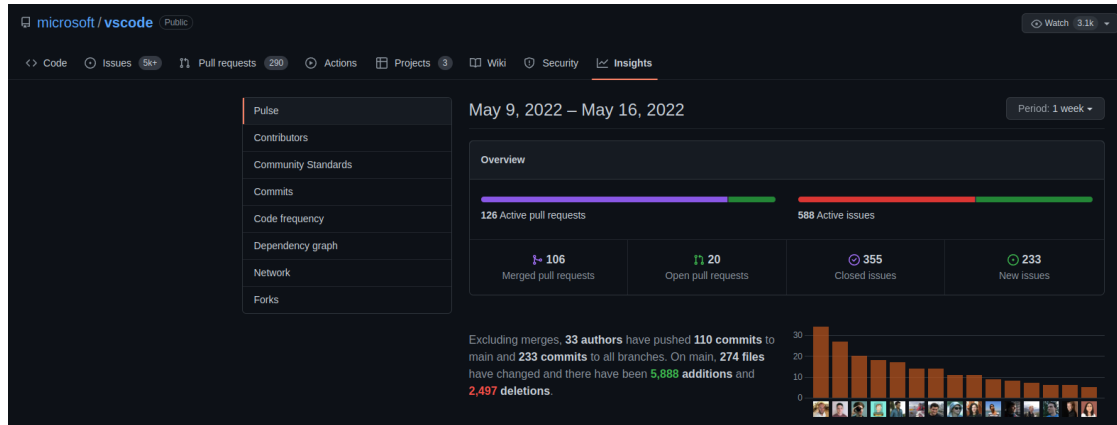 microsoft / vscode Public
Watch 3.1k
<> Code Issues 5k+ Pull requests 290 Actions Projects 3 Wiki Security Insights
Pulse
Contributors
Community Standards
Commits
Code frequency
Dependency graph
Network
Forks
May 9, 2022 – May 16, 2022
Period: 1 week
Overview
126 Active pull requests
588 Active issues
106
Merged pull requests
20
Open pull requests
355
Closed issues
233
New issues
Excluding merges, 33 authors have pushed 110 commits to
main and 233 commits to all branches. On main, 274 files
have changed and there have been 5,888 additions and
2,497 deletions.
30
20
10
0